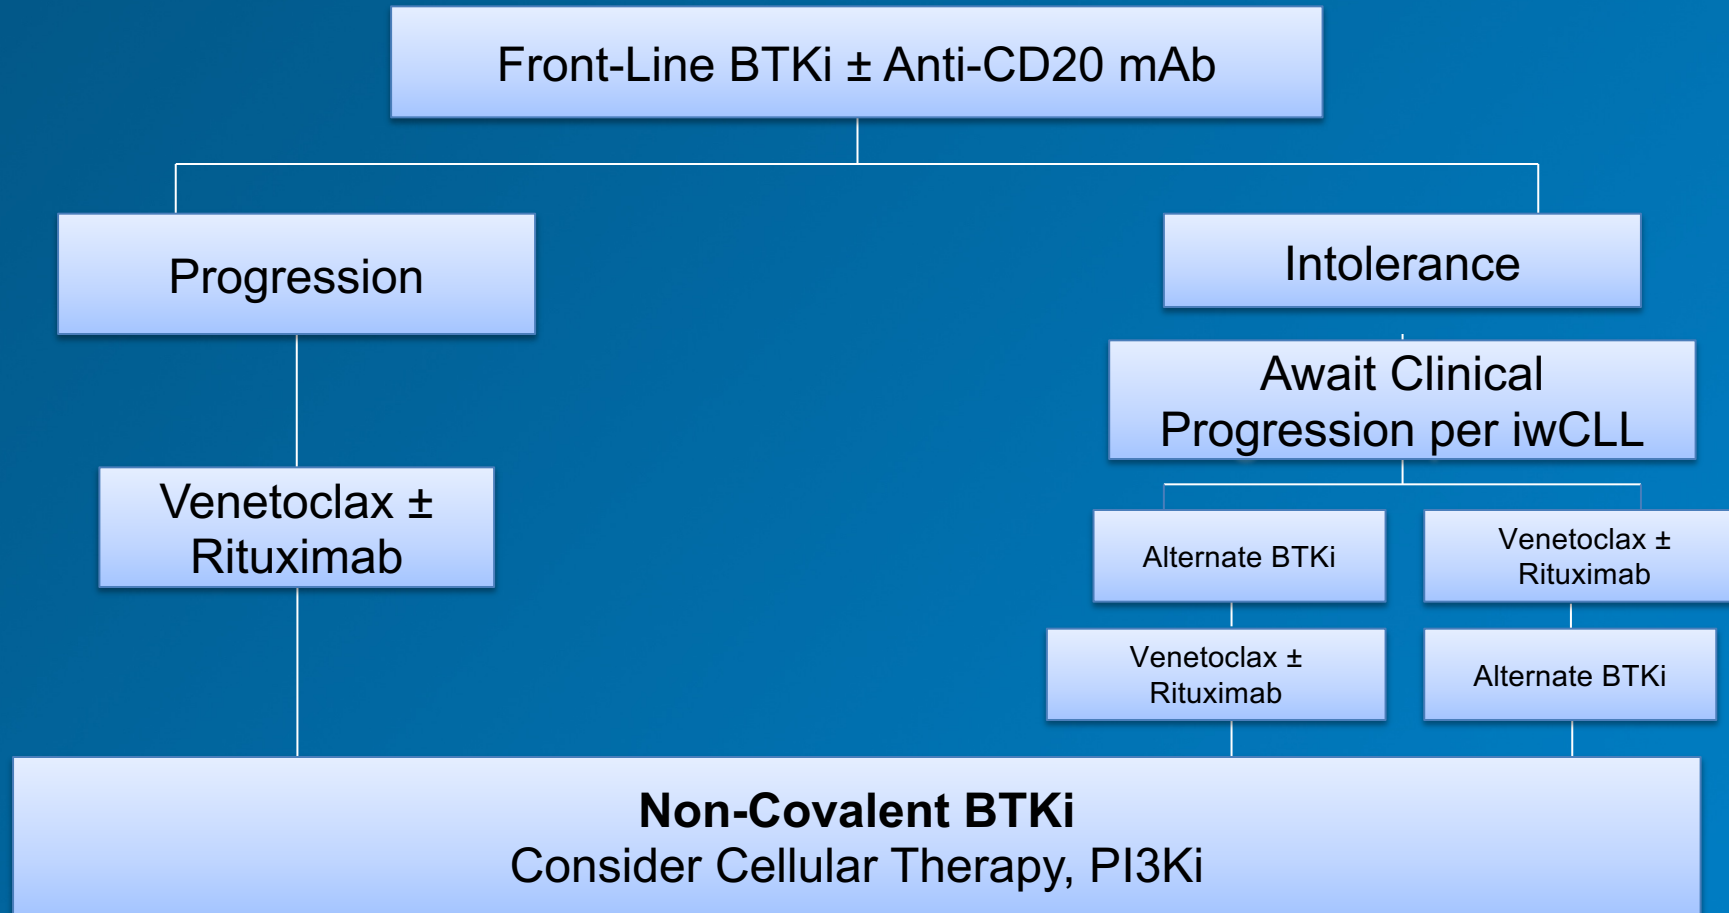 Front-Line BTKi ± Anti-CD20 mAb
Progression
Intolerance
Await Clinical
Progression per iwCLL
Venetoclax ±
Rituximab
Alternate BTKi
Venetoclax ±
Rituximab
Venetoclax ±
Rituximab
Alternate BTKi
Non-Covalent BTKi
Consider Cellular Therapy, PI3Ki